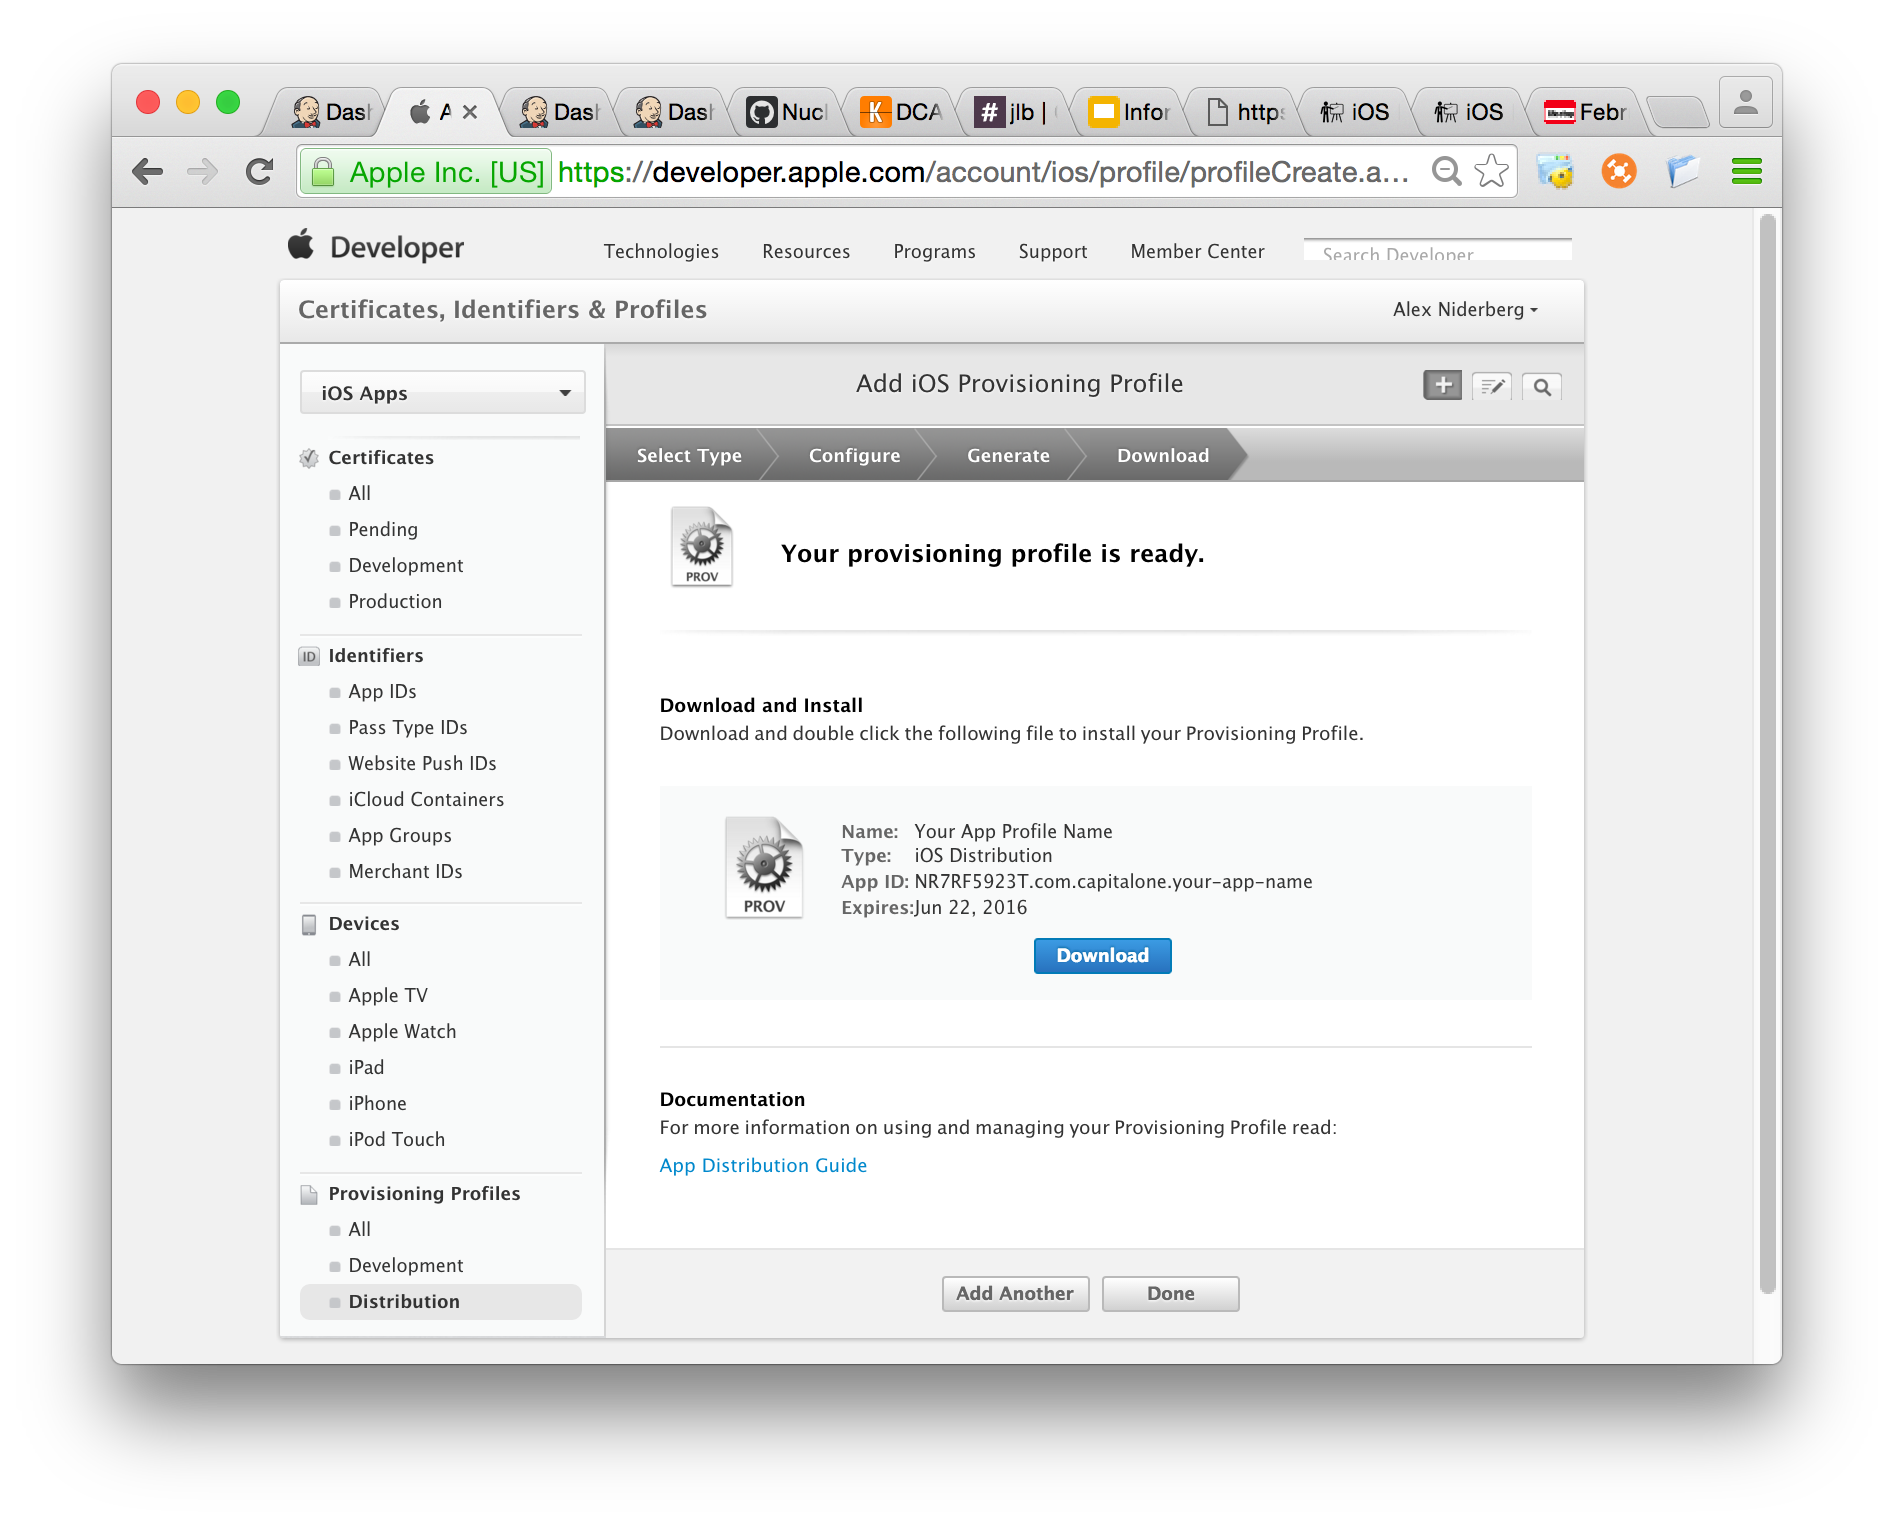 Dash
A
Dash
Dash
Nucl
DCA
# jlb |
Infor
https
iOS
iOS
Febr
Apple Inc. [US] https://developer.apple.com/account/ios/profile/profileCreate.a...
Developer
Technologies Resources Programs Support Member Center Search Developer
Certificates, Identifiers & Profiles
Alex Niderberg
iOS Apps
Certificates
All
Pending
Development
Production
ID Identifiers
App IDs
Pass Type IDs
Website Push IDs
iCloud Containers
App Groups
Merchant IDs
Devices
All
Apple TV
Apple Watch
iPad
iPhone
iPod Touch
Provisioning Profiles
All
Development
Distribution
Add iOS Provisioning Profile
Select Type Configure Generate Download
PROV
Your provisioning profile is ready.
Download and Install
Download and double click the following file to install your Provisioning Profile.
PROV
Name: Your App Profile Name
Type: iOS Distribution
App ID: NR7RF5923T.com.capitalone.your-app-name
Expires: Jun 22, 2016
Download
Documentation
For more information on using and managing your Provisioning Profile read:
App Distribution Guide
Add Another Done